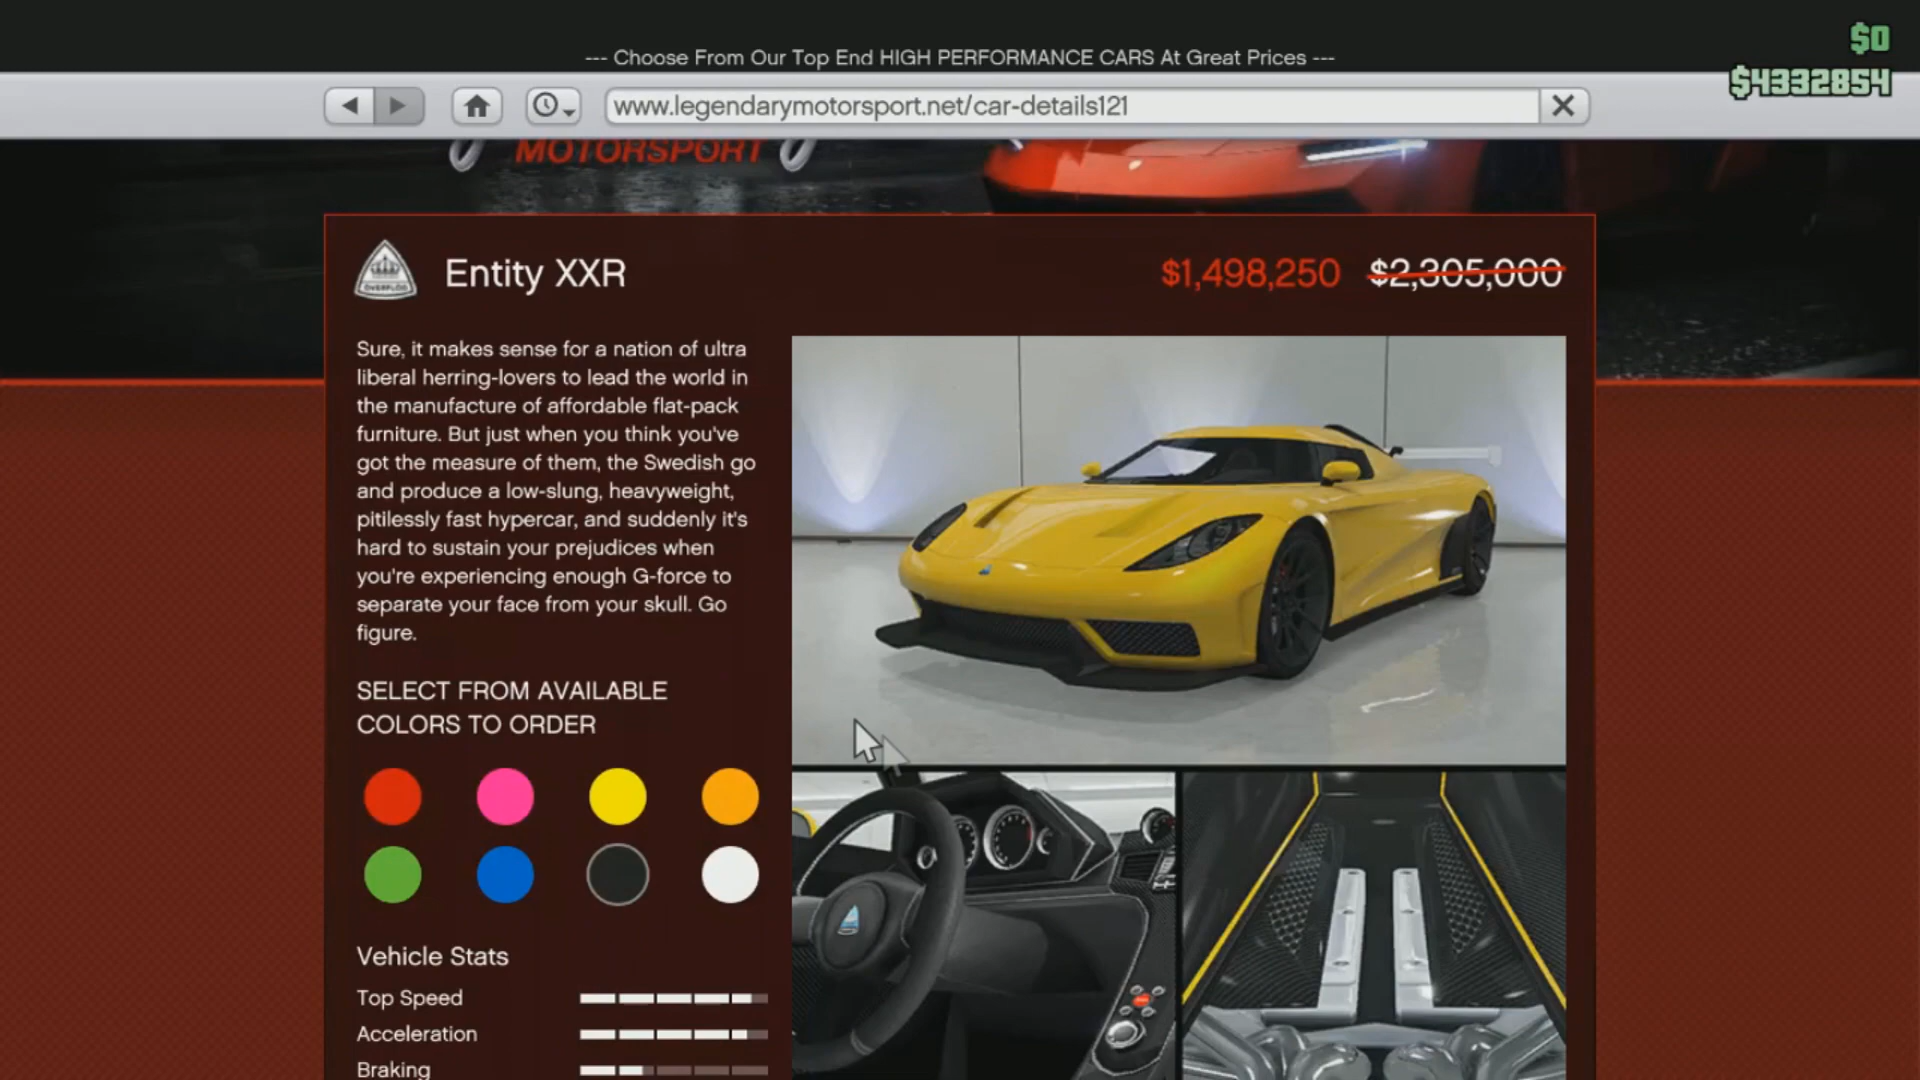 $0
--- Choose From Our Top End HIGH PERFORMANCE CARS At Great Prices ---
$4332854
www.legendarymotorsport.net/car-details121
MOTORSPORT
OVERFLOD
Entity XXR
$1,498,250 $2,305,000
Sure, it makes sense for a nation of ultra
liberal herring-lovers to lead the world in
the manufacture of affordable flat-pack
furniture. But just when you think you've
got the measure of them, the Swedish go
and produce a low-slung, heavyweight,
pitilessly fast hypercar, and suddenly it's
hard to sustain your prejudices when
you're experiencing enough G-force to
separate your face from your skull. Go
figure.
SELECT FROM AVAILABLE
COLORS TO ORDER
Vehicle Stats
Top Speed
Acceleration
Braking